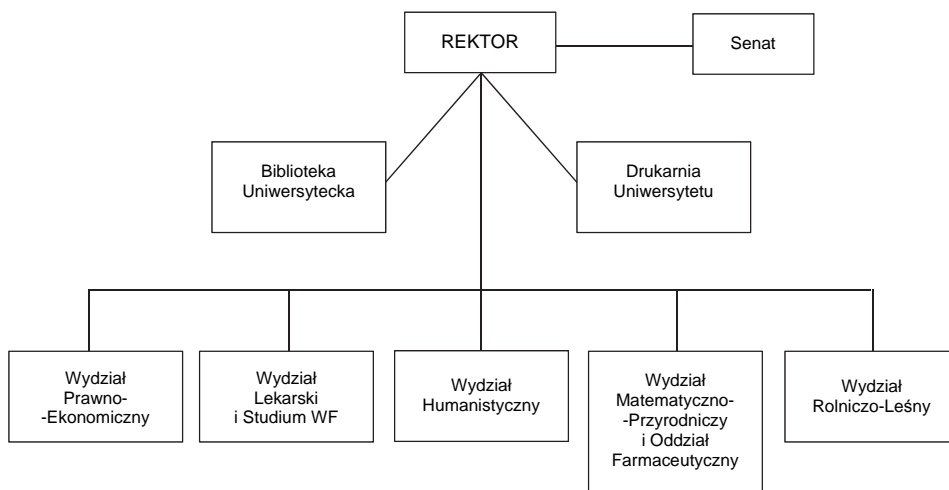 REKTOR
Senat
Biblioteka
Uniwersytecka
Drukarnia
Uniwersytetu
Wydział
Prawno-
-Ekonomiczny
Wydział
Lekarski
i Studium WF
Wydział
Humanistyczny
Wydział
Matematyczno-
-Przyrodniczy
i Oddział
Farmaceutyczny
Wydział
Rolniczo-Leśny